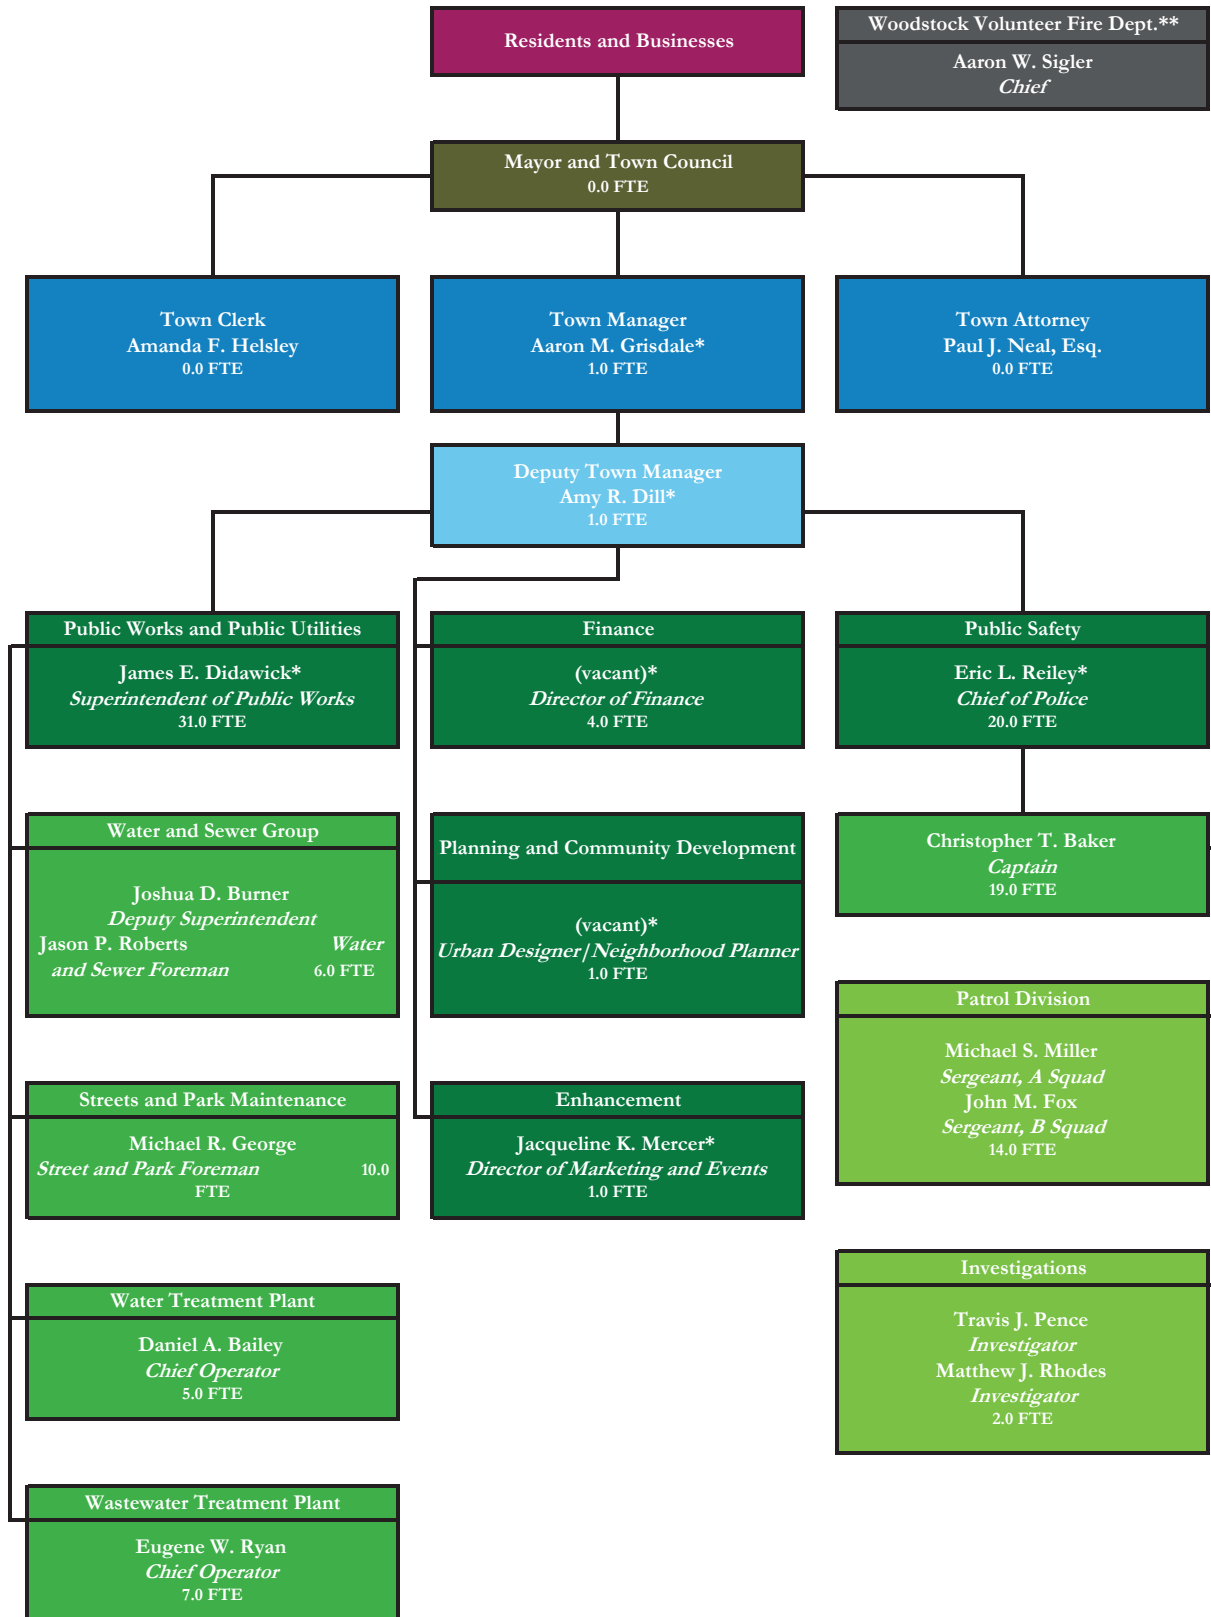 Residents and Businesses
Woodstock Volunteer Fire Dept.**
Aaron W. Sigler
Chief
Mayor and Town Council
0.0 FTE
Town Clerk
Amanda F. Helsley
0.0 FTE
Town Manager
Aaron M. Grisdale*
1.0 FTE
Town Attorney
Paul J. Neal, Esq.
0.0 FTE
Deputy Town Manager
Amy R. Dill*
1.0 FTE
Public Works and Public Utilities
James E. Didawick*
Superintendent of Public Works
31.0 FTE
Water and Sewer Group
Joshua D. Burner
Deputy Superintendent
Jason P. Roberts Water
and Sewer Foreman 6.0 FTE
Streets and Park Maintenance
Michael R. George
Street and Park Foreman 10.0
FTE
Water Treatment Plant
Daniel A. Bailey
Chief Operator
5.0 FTE
Wastewater Treatment Plant
Eugene W. Ryan
Chief Operator
7.0 FTE
Finance
(vacant)*
Director of Finance
4.0 FTE
Planning and Community Development
(vacant)*
Urban Designer/Neighborhood Planner
1.0 FTE
Enhancement
Jacqueline K. Mercer*
Director of Marketing and Events
1.0 FTE
Public Safety
Eric L. Reiley*
Chief of Police
20.0 FTE
Christopher T. Baker
Captain
19.0 FTE
Patrol Division
Michael S. Miller
Sergeant, A Squad
John M. Fox
Sergeant, B Squad
14.0 FTE
Investigations
Travis J. Pence
Investigator
Matthew J. Rhodes
Investigator
2.0 FTE